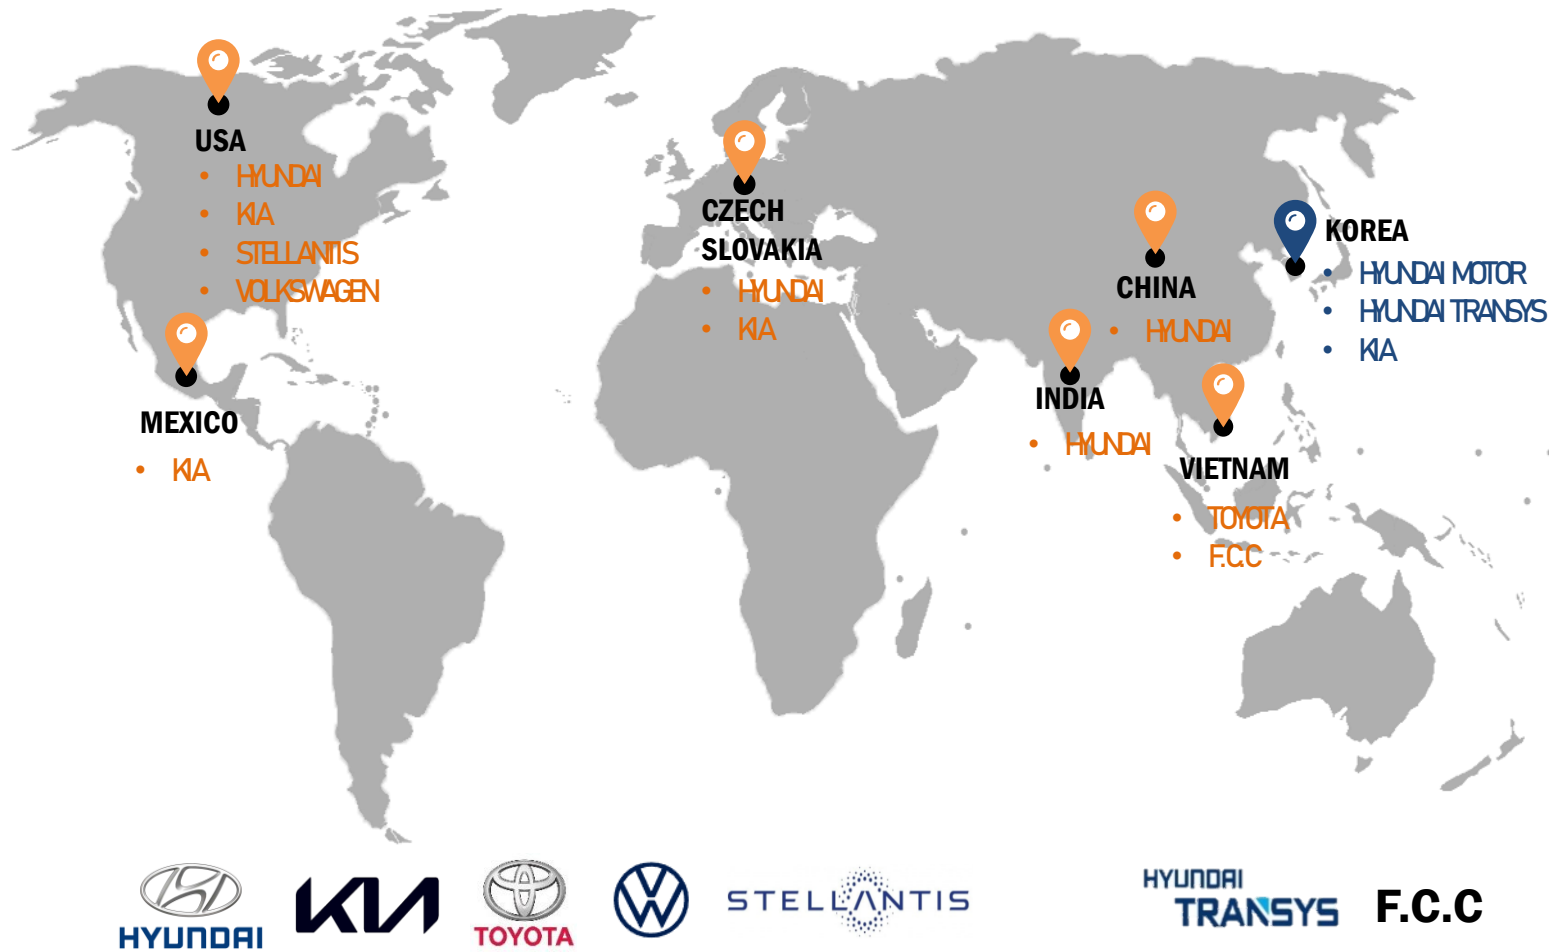 USA
• HYUNDAI
• KIA
• STELLANTIS
• VOLKSWAGEN
MEXICO
• KIA
CZECH
SLOVAKIA
• HYUNDAI
• KIA
CHINA
• HYUNDAI
INDIA
• HYUNDAI
VIETNAM
• TOYOTA
• F.C.C
KOREA
• HYUNDAI MOTOR
• HYUNDAI TRANSYS
• KIA
HYUNDAI
KIA
TOYOTA
VW
STELLANTIS
HYUNDAI
TRANSYS
F.C.C